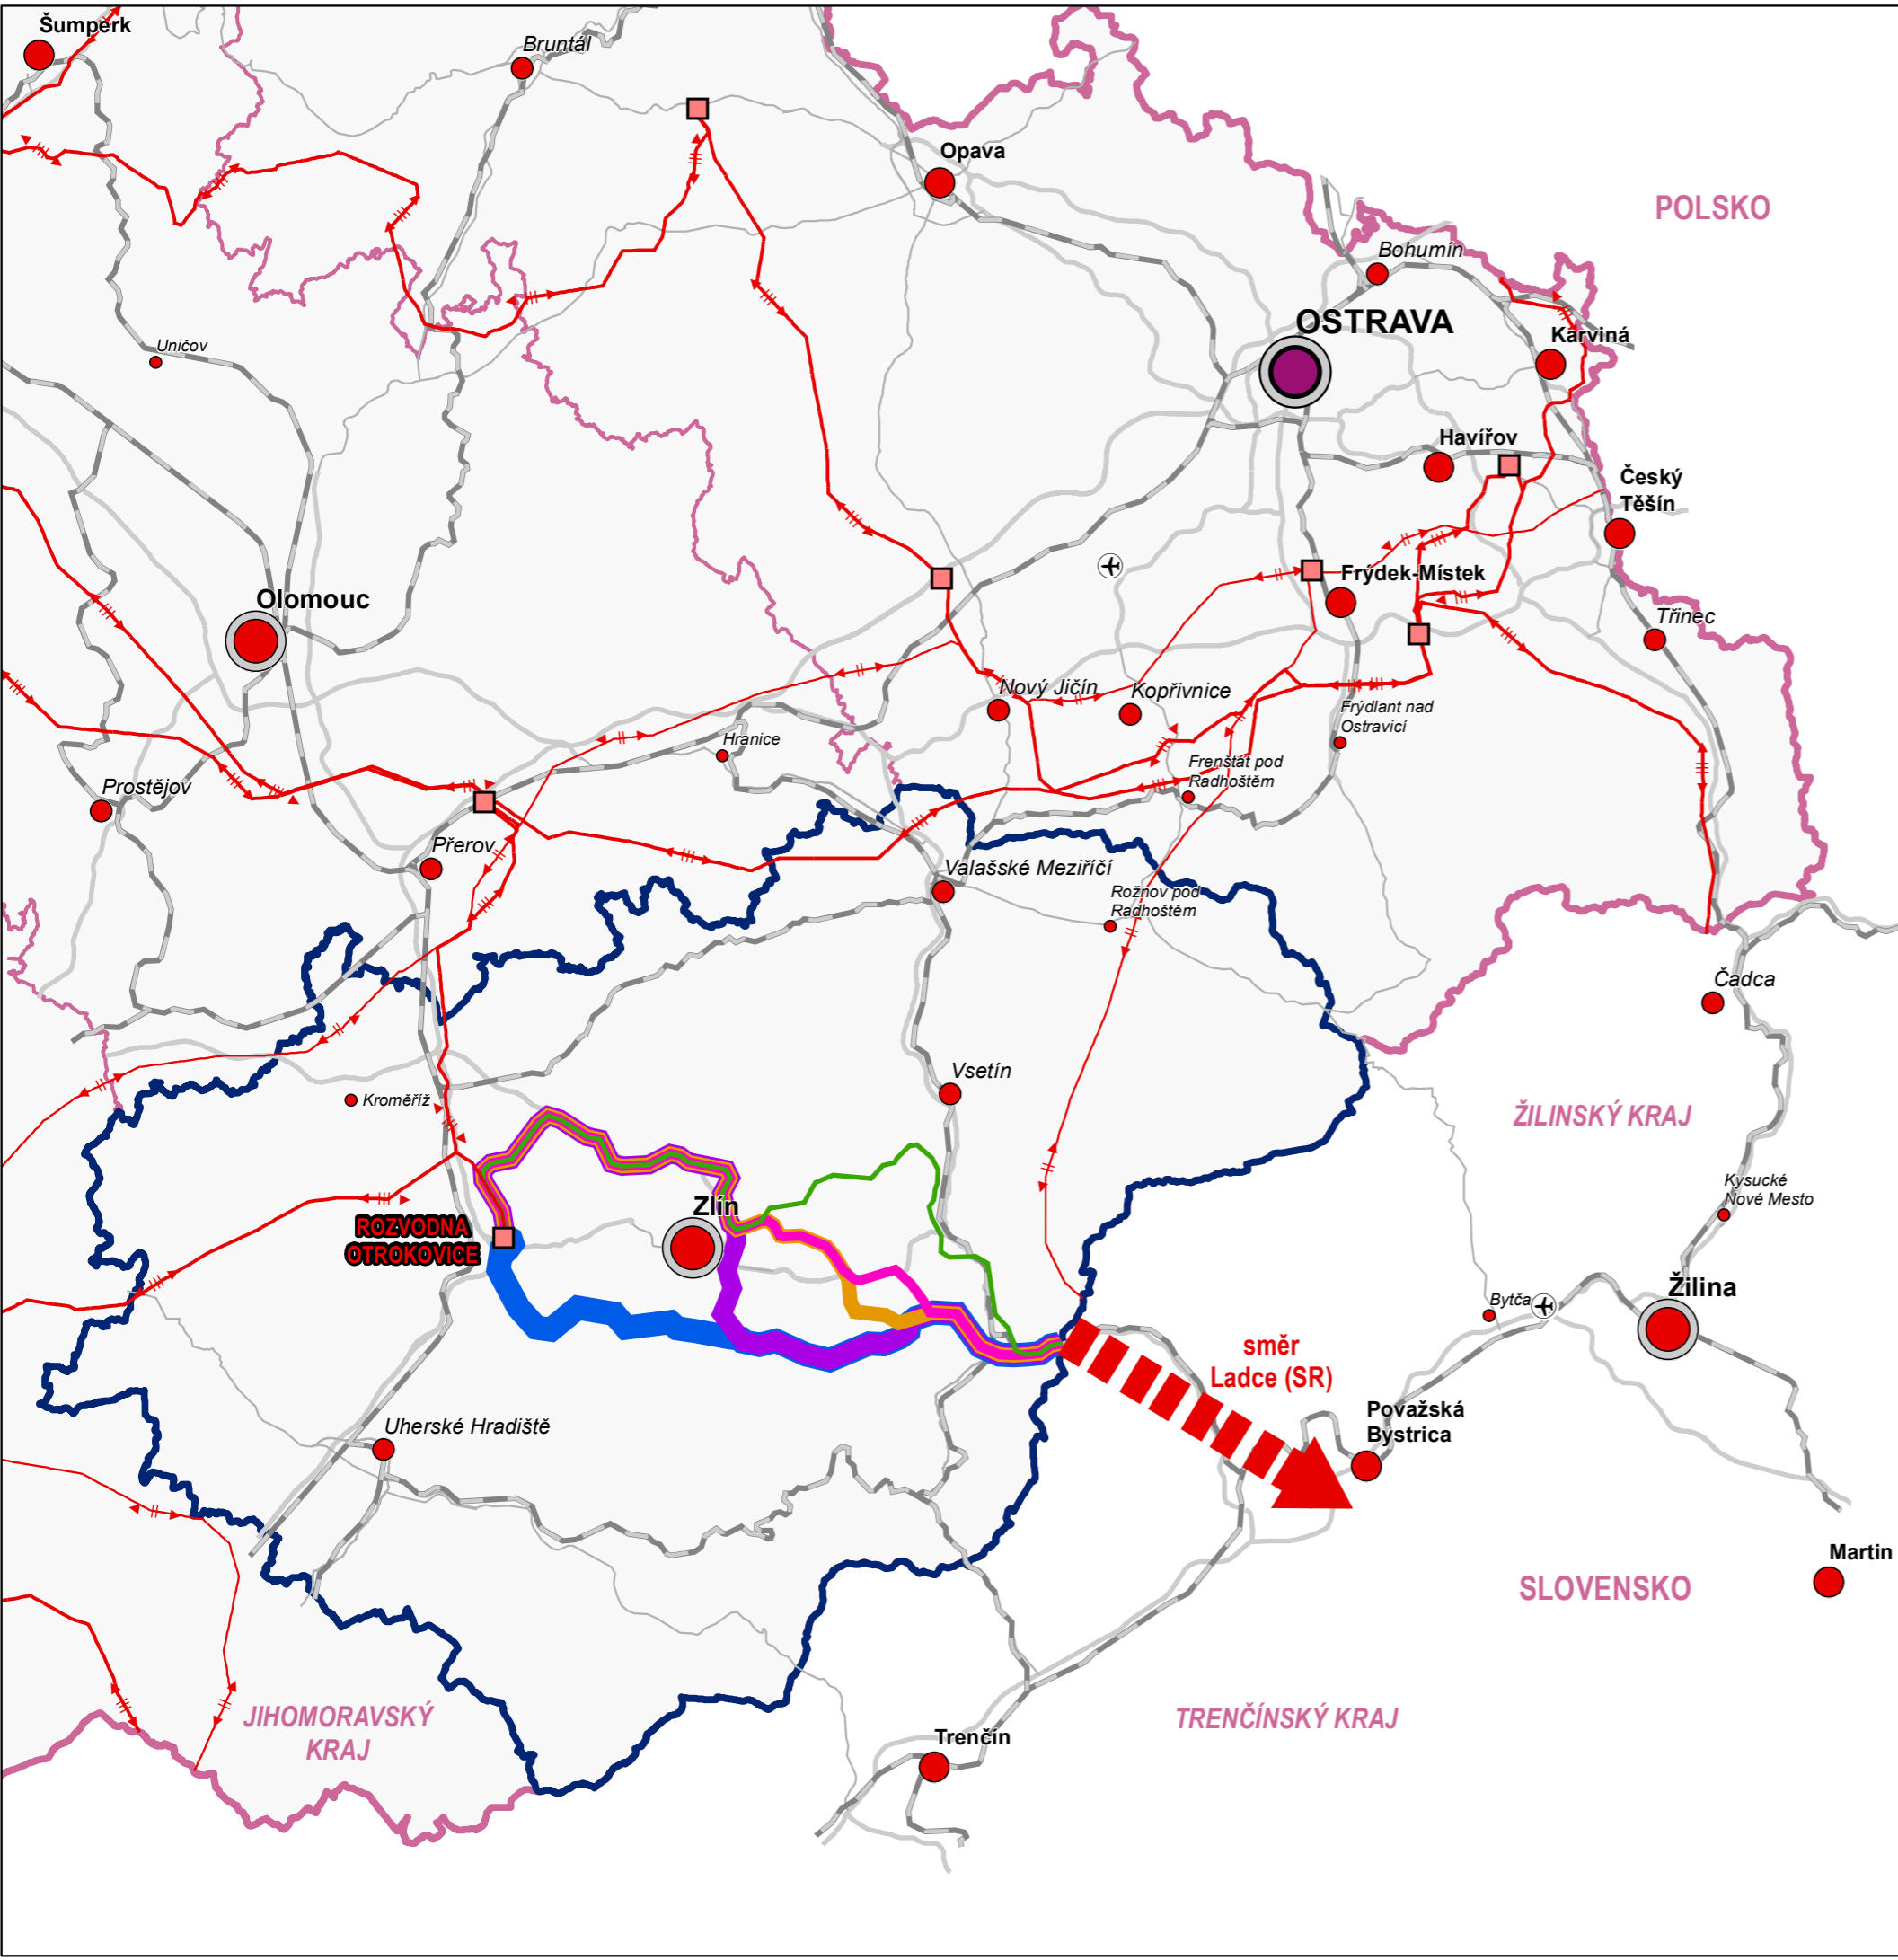 Šumperk
Bruntál
Opava
POLSKO
Bohumín
OSTRAVA
Karviná
Uničov
Havířov
Český
Těšín
Olomouc
Frýdek-Místek
Třinec
Nový Jičín
Kopřivnice
Frýdlant nad
Ostravicí
Hranice
Frenštát pod
Radhoštěm
Prostějov
Přerov
Valašské Meziříčí
Rožnov pod
Radhoštěm
Čadca
Vsetín
Kroměříž
ŽILINSKÝ KRAJ
Kysucké
Nové Mesto
Zlín
ROZVODNA
OTROKOVICE
Žilina
Bytča
směr
Ladce (SR)
Považská
Bystrica
Uherské Hradiště
Martin
SLOVENSKO
JIHOMORAVSKÝ
KRAJ
TRENČÍNSKÝ KRAJ
Trenčín